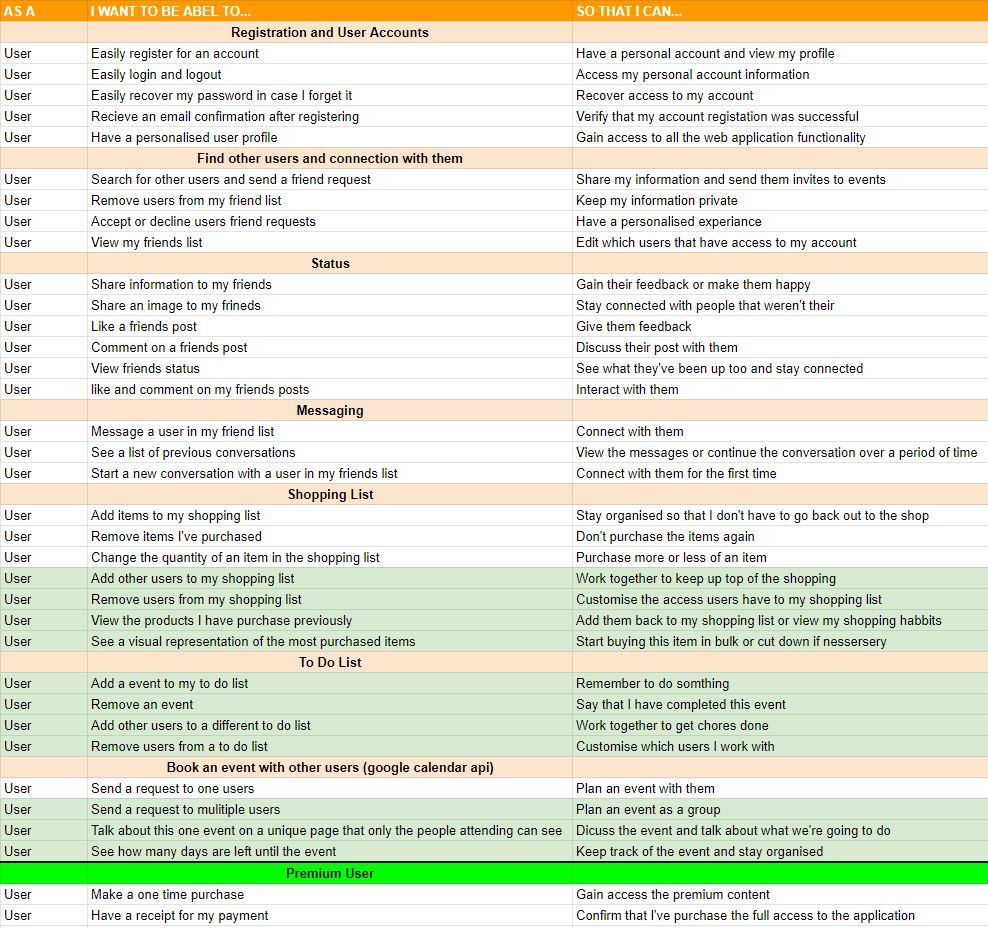 AS A I WANT TO BE ABEL TO... SO THAT I CAN...
Registration and User Accounts
User Easily register for an account Have a personal account and view my profile
User Easily login and logout Access my personal account information
User Easily recover my password in case I forget it Recover access to my account
User Recieve an email confirmation after registering Verify that my account registation was successful
User Have a personalised user profile Gain access to all the web application functionality
Find other users and connection with them
User Search for other users and send a friend request Share my information and send them invites to events
User Remove users from my friend list Keep my information private
User Accept or decline users friend requests Have a personalised experiance
User View my friends list Edit which users that have access to my account
Status
User Share information to my friends Gain their feedback or make them happy
User Share an image to my frineds Stay connected with people that weren't their
User Like a friends post Give them feedback
User Comment on a friends post Discuss their post with them
User View friends status See what they've been up too and stay connected
User like and comment on my friends posts Interact with them
Messaging
User Message a user in my friend list Connect with them
User See a list of previous conversations View the messages or continue the conversation over a period of time
User Start a new conversation with a user in my friends list Connect with them for the first time
Shopping List
User Add items to my shopping list Stay organised so that I don't have to go back out to the shop
User Remove items I've purchased Don't purchase the items again
User Change the quantity of an item in the shopping list Purchase more or less of an item
User Add other users to my shopping list Work together to keep up top of the shopping
User Remove users from my shopping list Customise the access users have to my shopping list
User View the products I have purchase previously Add them back to my shopping list or view my shopping habbits
User See a visual representation of the most purchased items Start buying this item in bulk or cut down if nessersery
To Do List
User Add a event to my to do list Remember to do somthing
User Remove an event Say that I have completed this event
User Add other users to a different to do list Work together to get chores done
User Remove users from a to do list Customise which users I work with
Book an event with other users (google calendar api)
User Send a request to one users Plan an event with them
User Send a request to mulitiple users Plan an event as a group
User Talk about this one event on a unique page that only the people attending can see Dicuss the event and talk about what we're going to do
User See how many days are left until the event Keep track of the event and stay organised
Premium User
User Make a one time purchase Gain access the premium content
User Have a receipt for my payment Confirm that I've purchase the full access to the application